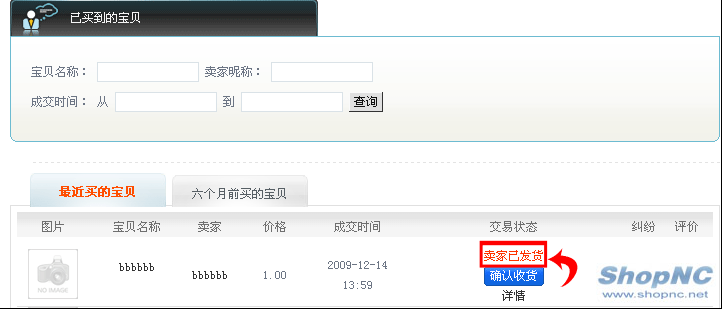 已买到的宝贝
宝贝名称： 卖家昵称：
成交时间： 从 到 查询
最近买的宝贝 六个月前买的宝贝
图片 宝贝名称 卖家 价格 成交时间 交易状态 纠纷 评价
NO IMAGE bbbbbb bbbbbb 1.00 2009-12-14 13:59 卖家已发货
确认收货
详情
ShopNC
www.shopnc.net